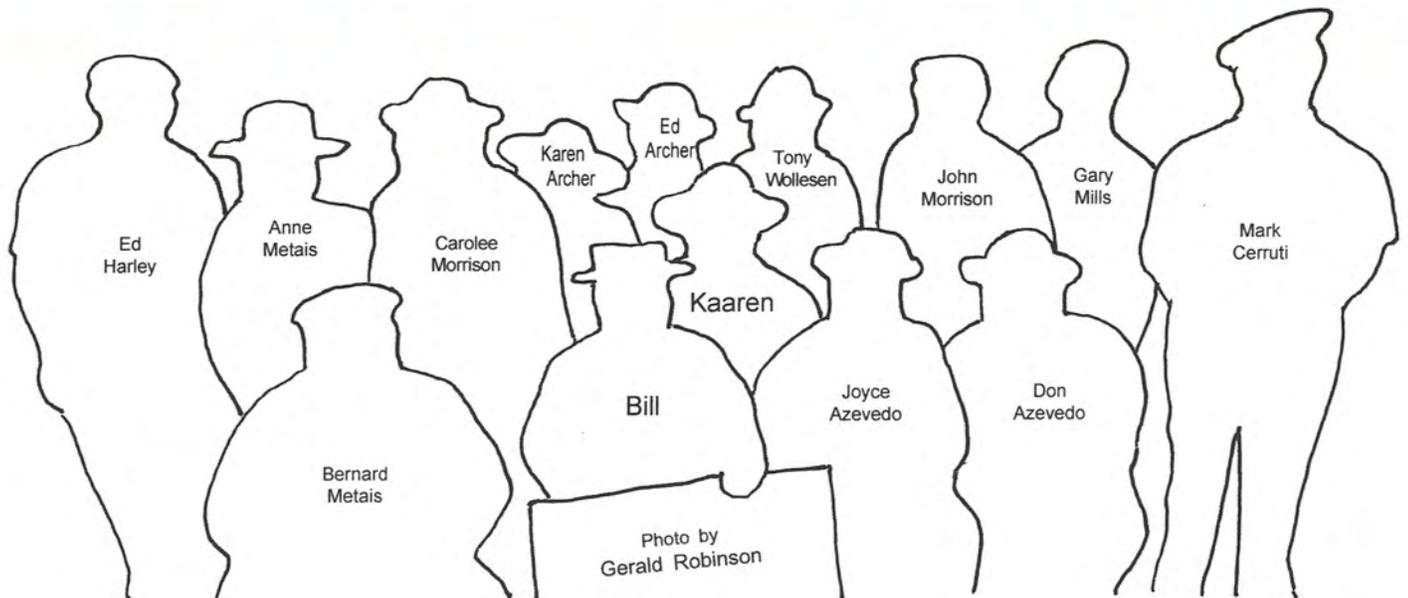 Ed
Harley
Anne
Metais
Carolee
Morrison
Karen
Archer
Ed
Archer
Tony
Wollesen
John
Morrison
Gary
Mills
Mark
Cerruti
Kaaren
Bernard
Metais
Bill
Joyce
Azevedo
Don
Azevedo
Photo by
Gerald Robinson